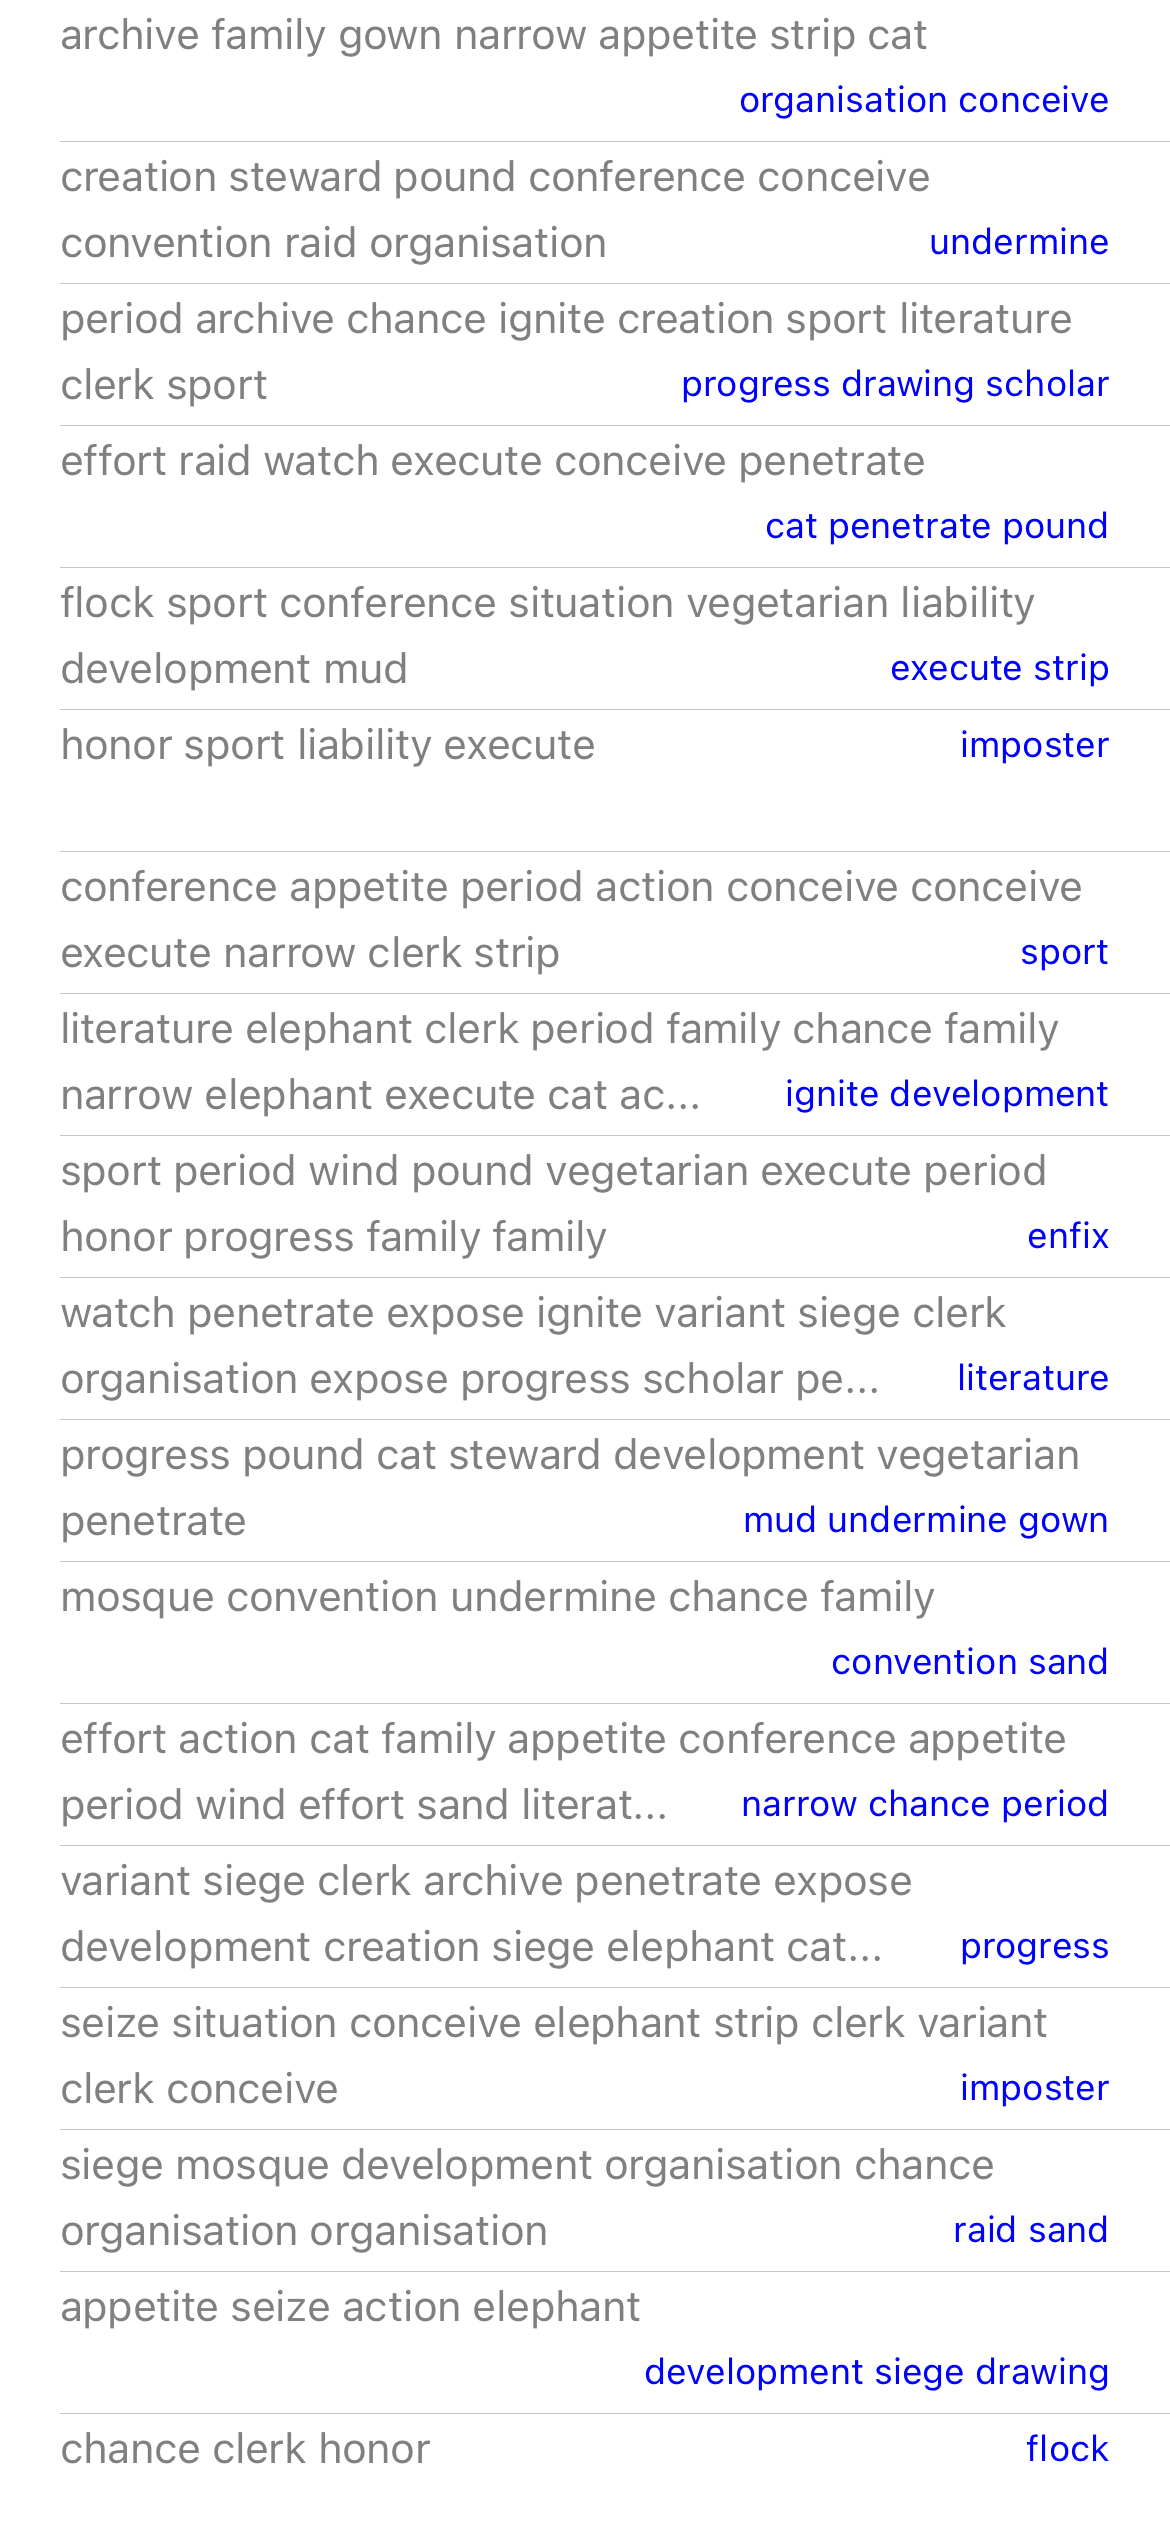 archive family gown narrow appetite strip cat
organisation conceive
creation steward pound conference conceive
convention raid organisation undermine
period archive chance ignite creation sport literature
clerk sport progress drawing scholar
effort raid watch execute conceive penetrate
cat penetrate pound
flock sport conference situation vegetarian liability
development mud execute strip
honor sport liability execute imposter
conference appetite period action conceive conceive
execute narrow clerk strip sport
literature elephant clerk period family chance family
narrow elephant execute cat ac... ignite development
sport period wind pound vegetarian execute period
honor progress family family enfix
watch penetrate expose ignite variant siege clerk
organisation expose progress scholar pe... literature
progress pound cat steward development vegetarian
penetrate mud undermine gown
mosque convention undermine chance family
convention sand
effort action cat family appetite conference appetite
period wind effort sand literat... narrow chance period
variant siege clerk archive penetrate expose
development creation siege elephant cat... progress
seize situation conceive elephant strip clerk variant
clerk conceive imposter
siege mosque development organisation chance
organisation organisation raid sand
appetite seize action elephant
development siege drawing
chance clerk honor flock